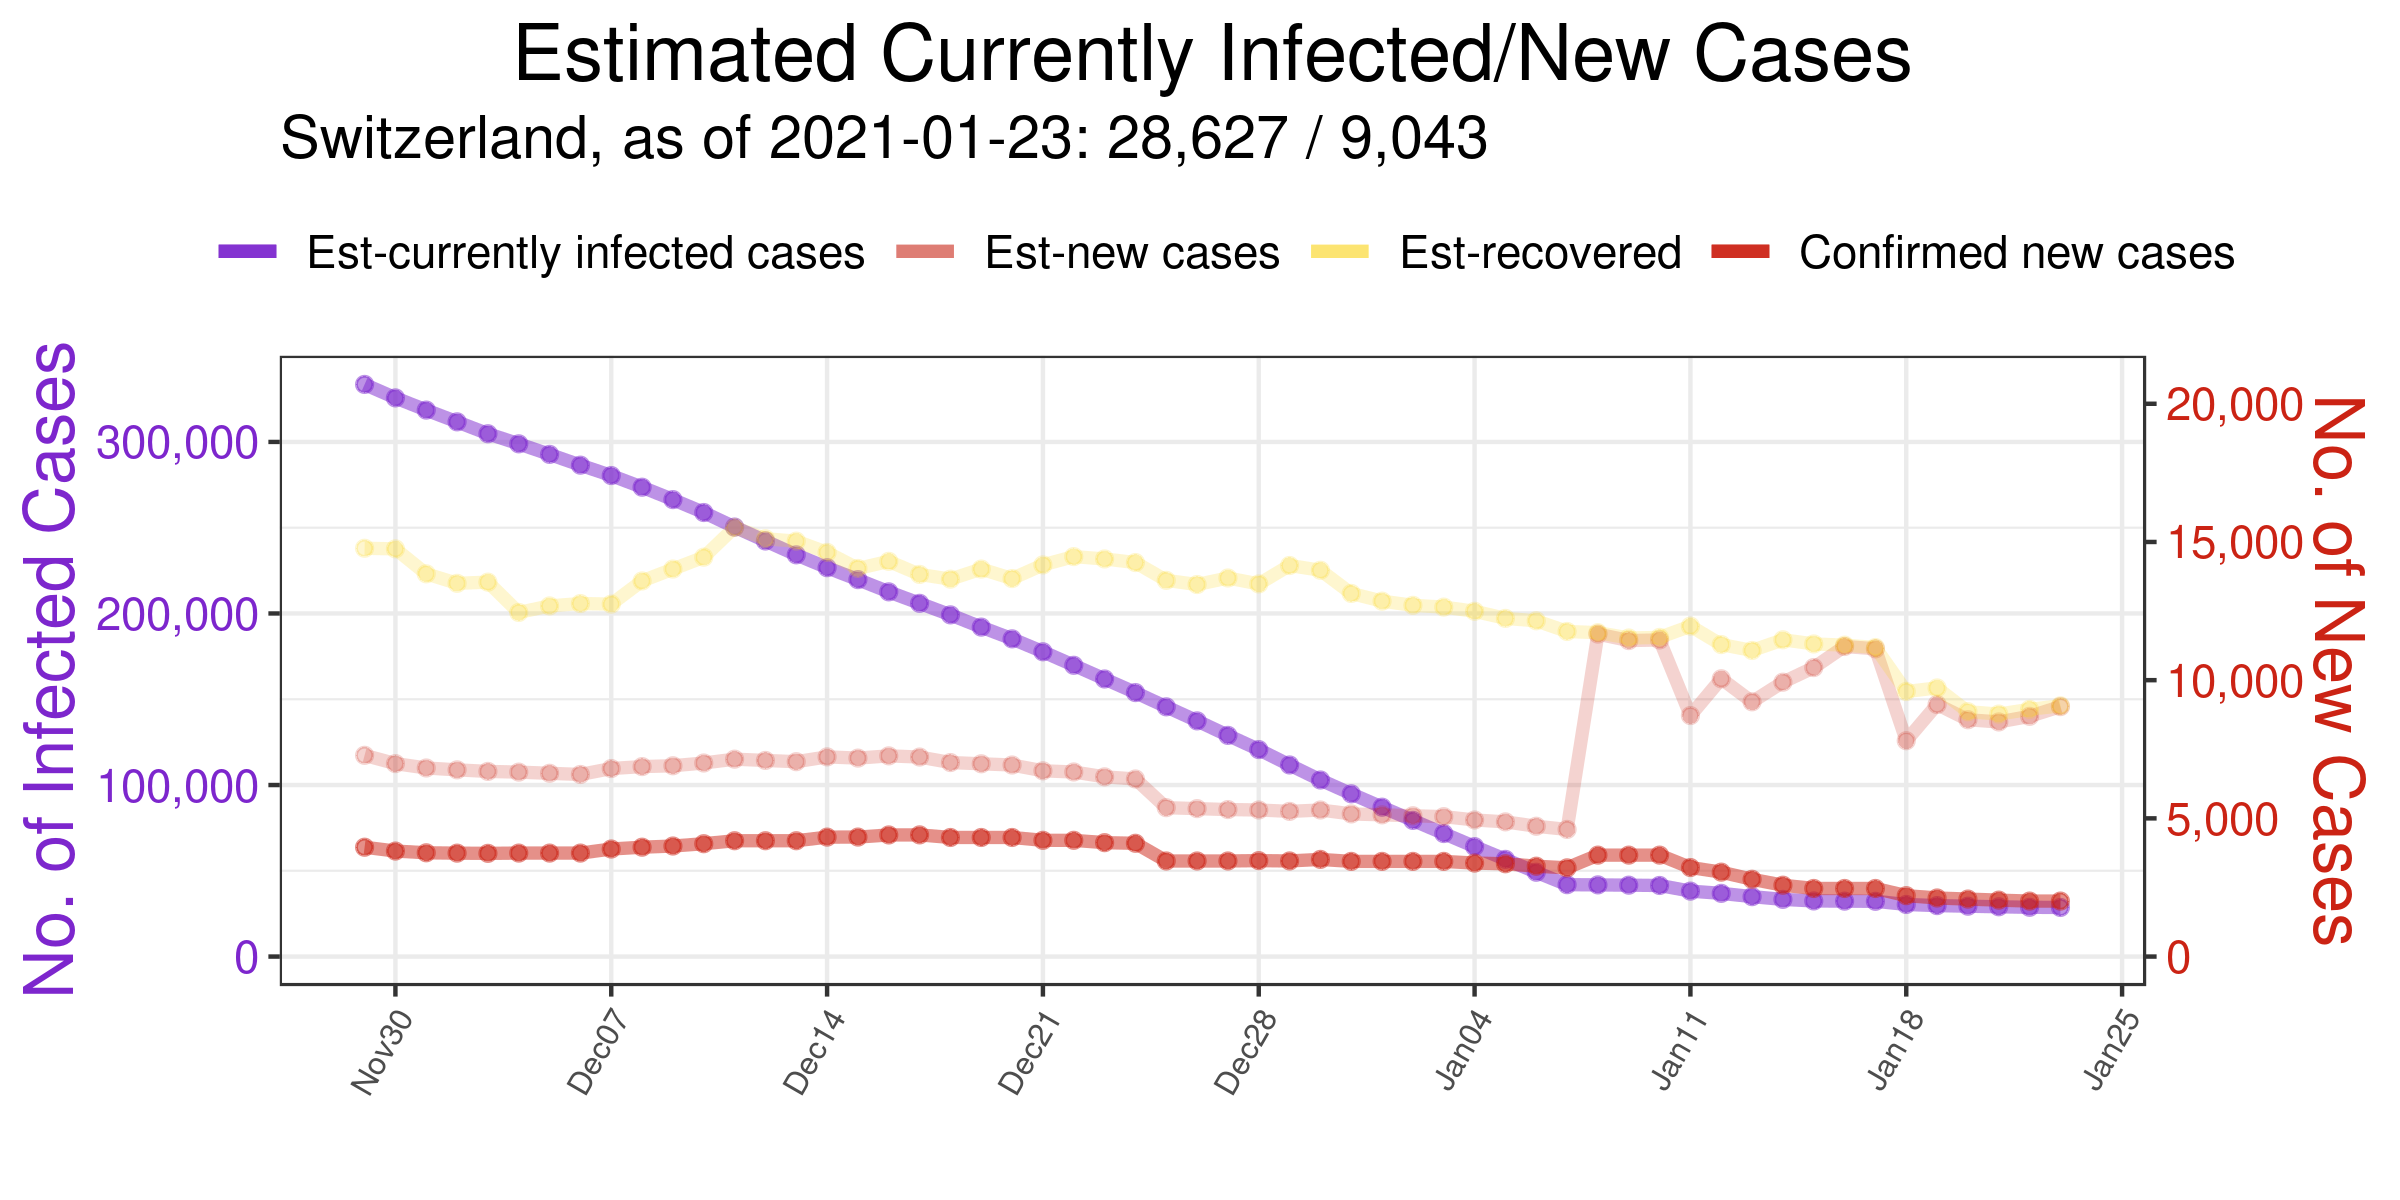 Estimated Currently Infected/New Cases
Switzerland, as of 2021-01-23: 28,627 / 9,043
Est-currently infected cases Est-new cases Est-recovered Confirmed new cases
No. of Infected Cases
300,000
200,000
100,000
0
20,000
15,000
10,000
5,000
0
No. of New Cases
Nov30 Dec07 Dec14 Dec21 Dec28 Jan04 Jan11 Jan18 Jan25